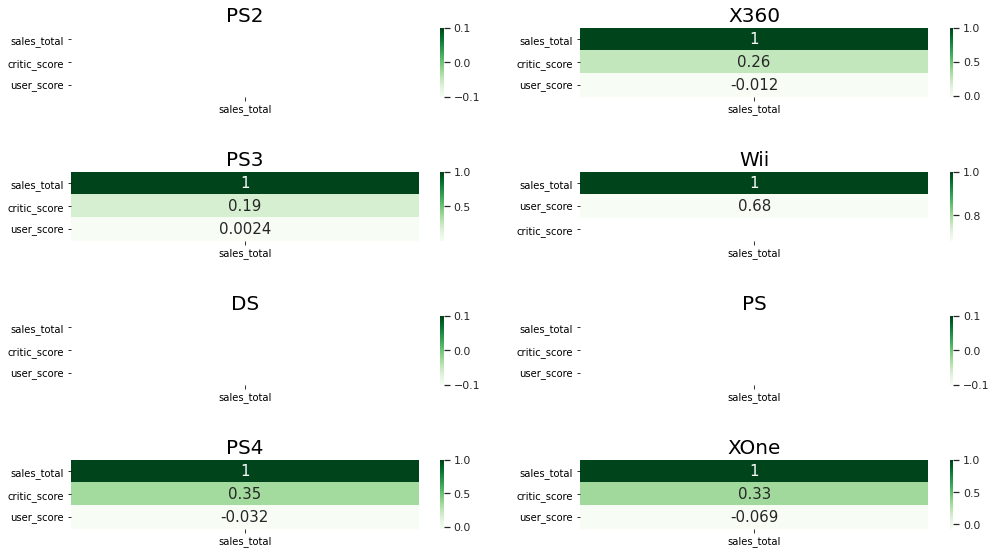 PS2
sales_total
critic_score
user_score
sales_total
0.1
0.0
−0.1
X360
sales_total
critic_score
user_score
1
0.26
-0.012
sales_total
1.0
0.5
0.0
PS3
sales_total
critic_score
user_score
1
0.19
0.0024
sales_total
1.0
0.5
Wii
sales_total
user_score
critic_score
1
0.68
sales_total
1.0
0.8
DS
sales_total
critic_score
user_score
sales_total
0.1
0.0
−0.1
PS
sales_total
critic_score
user_score
sales_total
0.1
0.0
−0.1
PS4
sales_total
critic_score
user_score
1
0.35
-0.032
sales_total
1.0
0.5
0.0
XOne
sales_total
critic_score
user_score
1
0.33
-0.069
sales_total
1.0
0.5
0.0